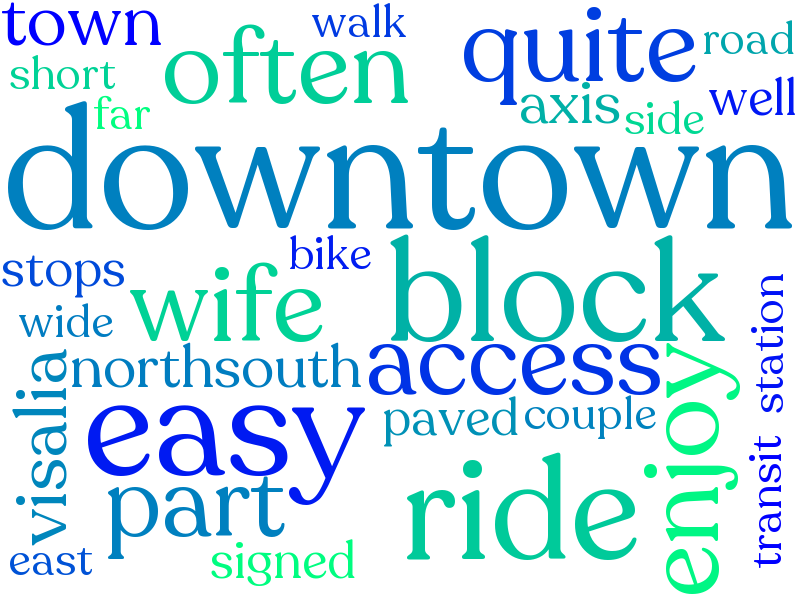 town
often
walk
quite
road
short
far
axis
side
well
downtown
stops
bike
wife
block
wide
northsouth
access
station
visalia
easy
paved
couple
enjoy
part
ride
transit
east
signed